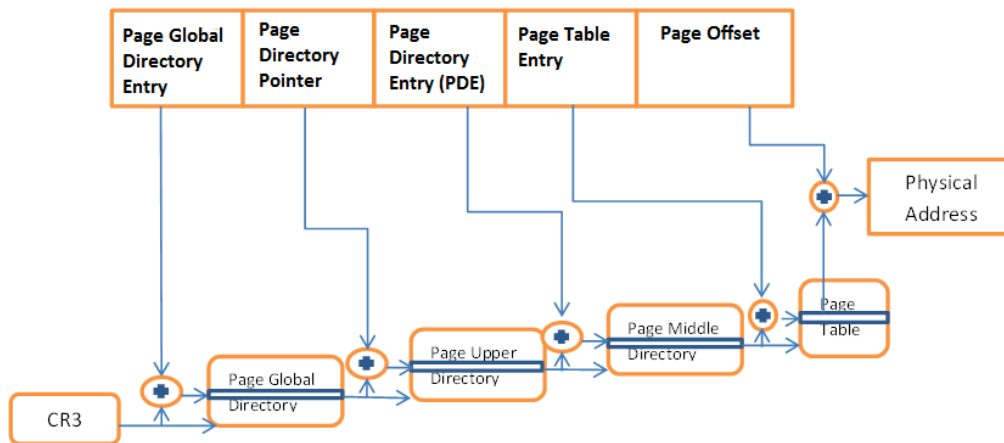 Page Global
Directory
Entry
Page
Directory
Pointer
Page
Directory
Entry (PDE)
Page Table
Entry
Page Offset
Physical
Address
Page
Table
Page Middle
Directory
Page Upper
Directory
Page Global
Directory
CR3